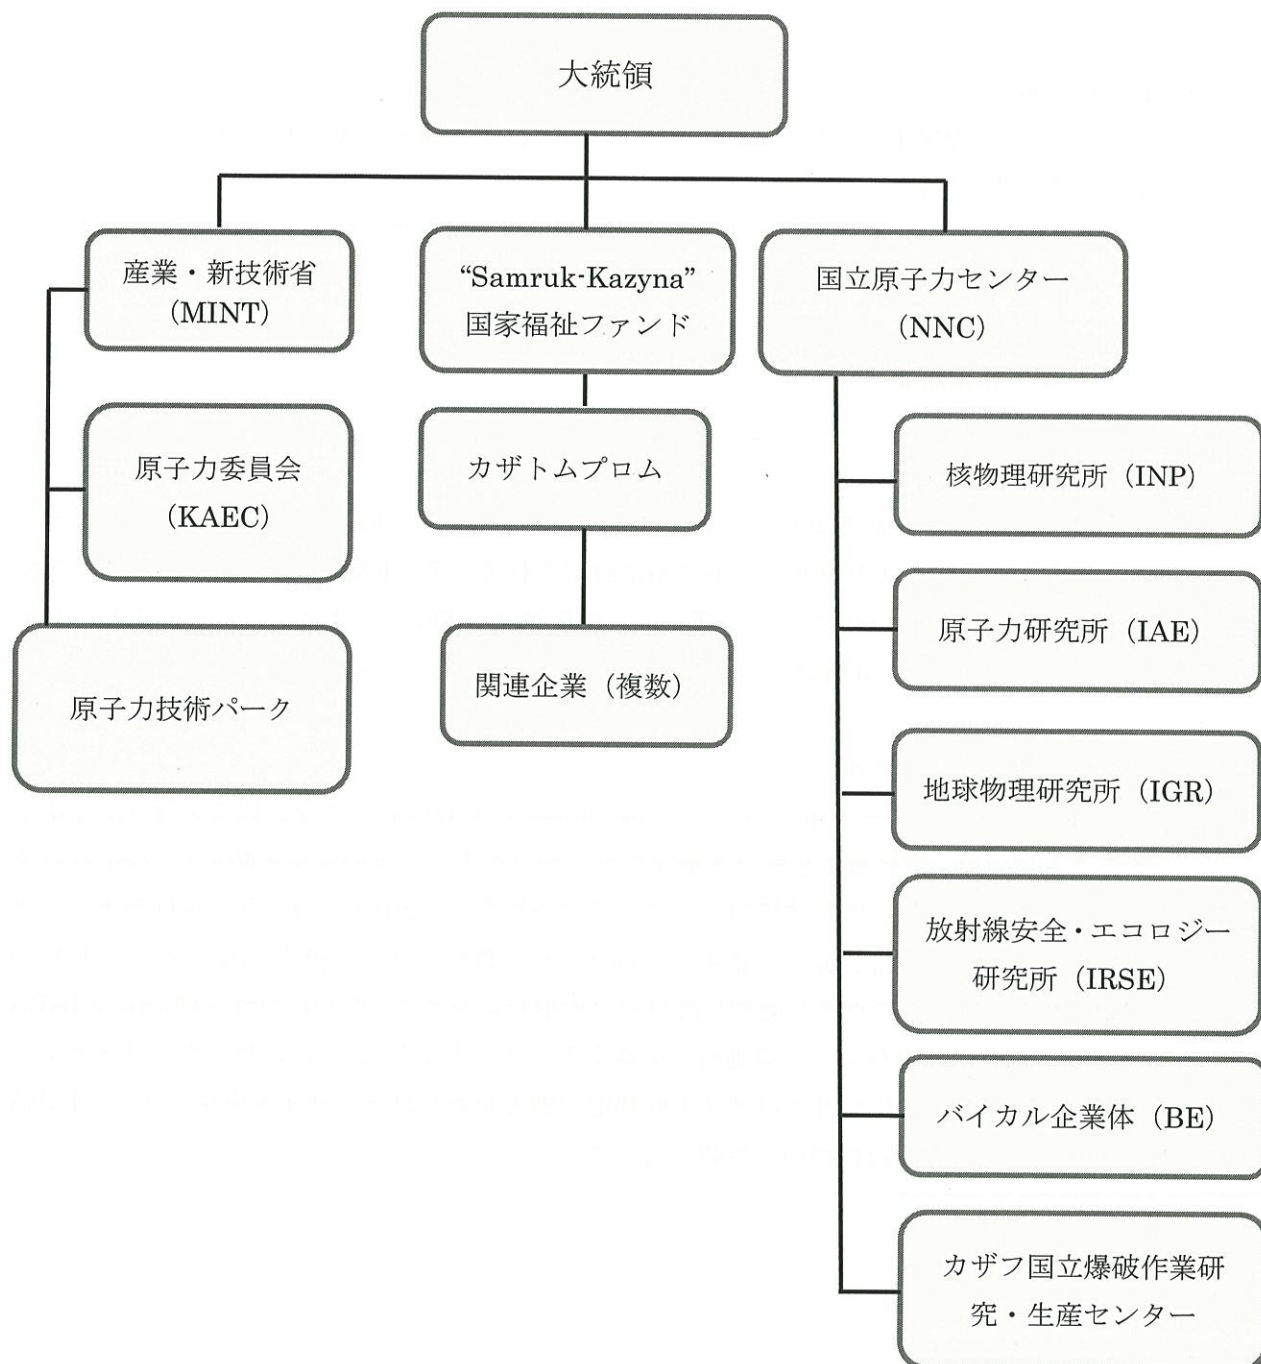 大統領
産業・新技術省
(MINT)
“Samruk-Kazyna”
国家福祉ファンド
国立原子力センター
(NNC)
原子力委員会
(KAEC)
カザトムプロム
核物理研究所（INP）
原子力研究所（IAE）
原子力技術パーク
関連企業（複数）
地球物理研究所（IGR）
放射線安全・エコロジー
研究所（IRSE）
バイカル企業体（BE）
カザフ国立爆破作業研
究・生産センター